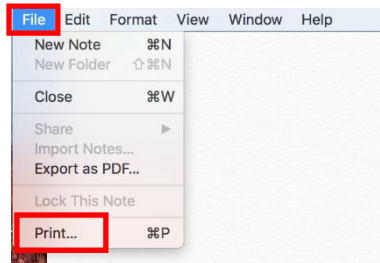 File Edit Format View Window Help
New Note ⌘N
New Folder ⇧⌘N
Close ⌘W
Share ▶
Import Notes...
Export as PDF...
Lock This Note
Print... ⌘P